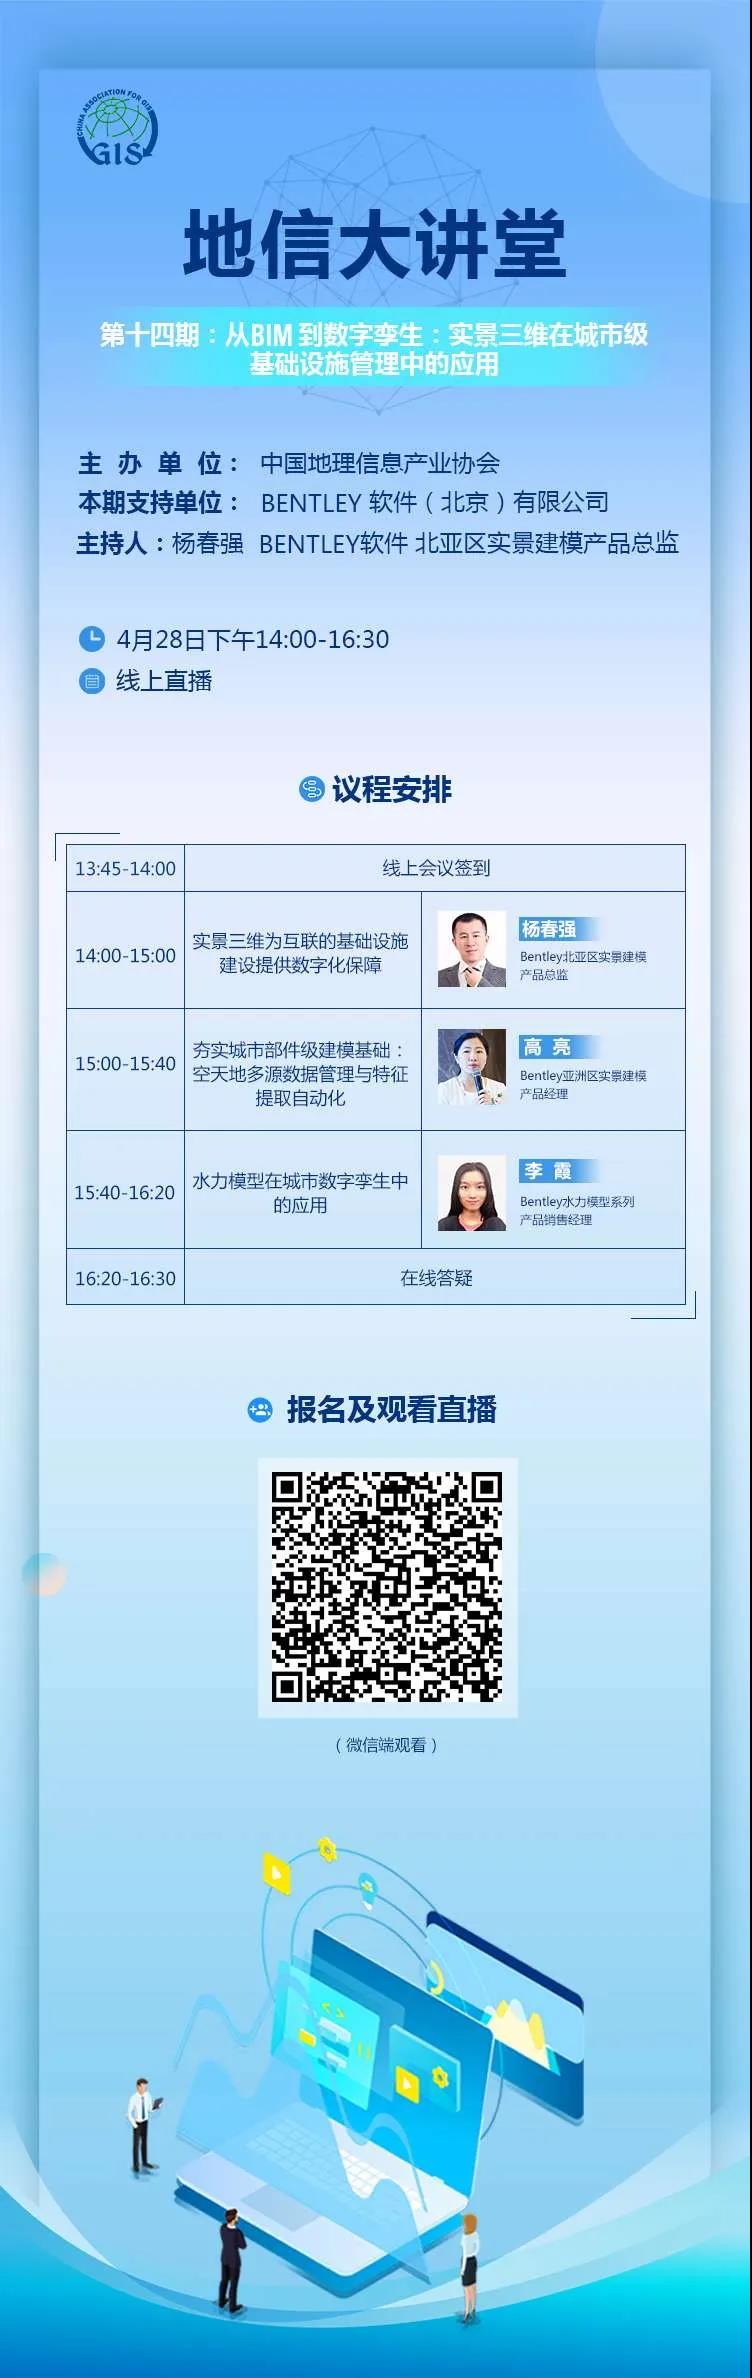 CHINA ASSOCIATION FOR GIS
GIS
地信大讲堂
第十四期：从BIM 到数字孪生：实景三维在城市级
基础设施管理中的应用
主 办 单 位： 中国地理信息产业协会
本期支持单位： BENTLEY 软件（北京）有限公司
主持人：杨春强 BENTLEY软件 北亚区实景建模产品总监
4月28日下午14:00-16:30
线上直播
议程安排
13:45-14:00 线上会议签到
14:00-15:00
实景三维为互联的基础设施
建设提供数字化保障
杨春强
Bentley北亚区实景建模
产品总监
15:00-15:40
夯实城市部件级建模基础：
空天地多源数据管理与特征
提取自动化
高 亮
Bentley亚洲区实景建模
产品经理
15:40-16:20
水力模型在城市数字孪生中
的应用
李 霞
Bentley水力模型系列
产品销售经理
16:20-16:30 在线答疑
报名及观看直播
（微信端观看）